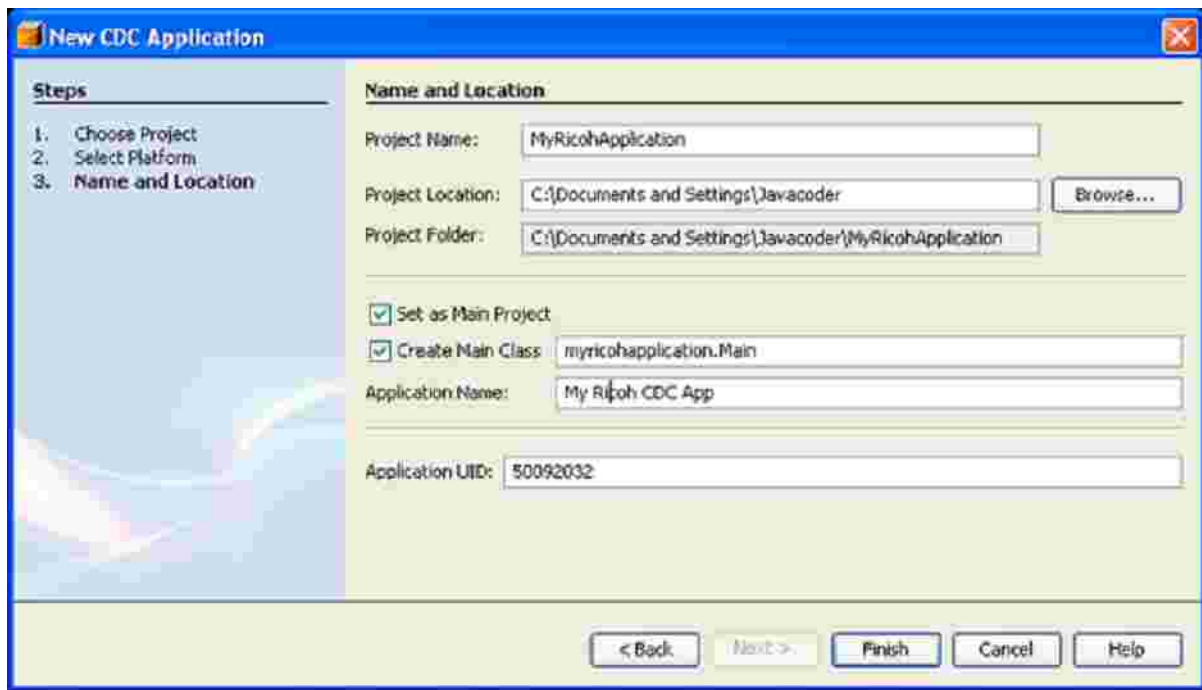 New CDC Application
Steps
1. Choose Project
2. Select Platform
3. Name and Location
Name and Location
Project Name: MyRicohApplication
Project Location: C:\Documents and Settings\Javacoder Browse...
Project Folder: C:\Documents and Settings\Javacoder\MyRicohApplication
Set as Main Project
Create Main Class myricohapplication.Main
Application Name: My Ricoh CDC App
Application UID: 50092032
< Back Next > Finish Cancel Help